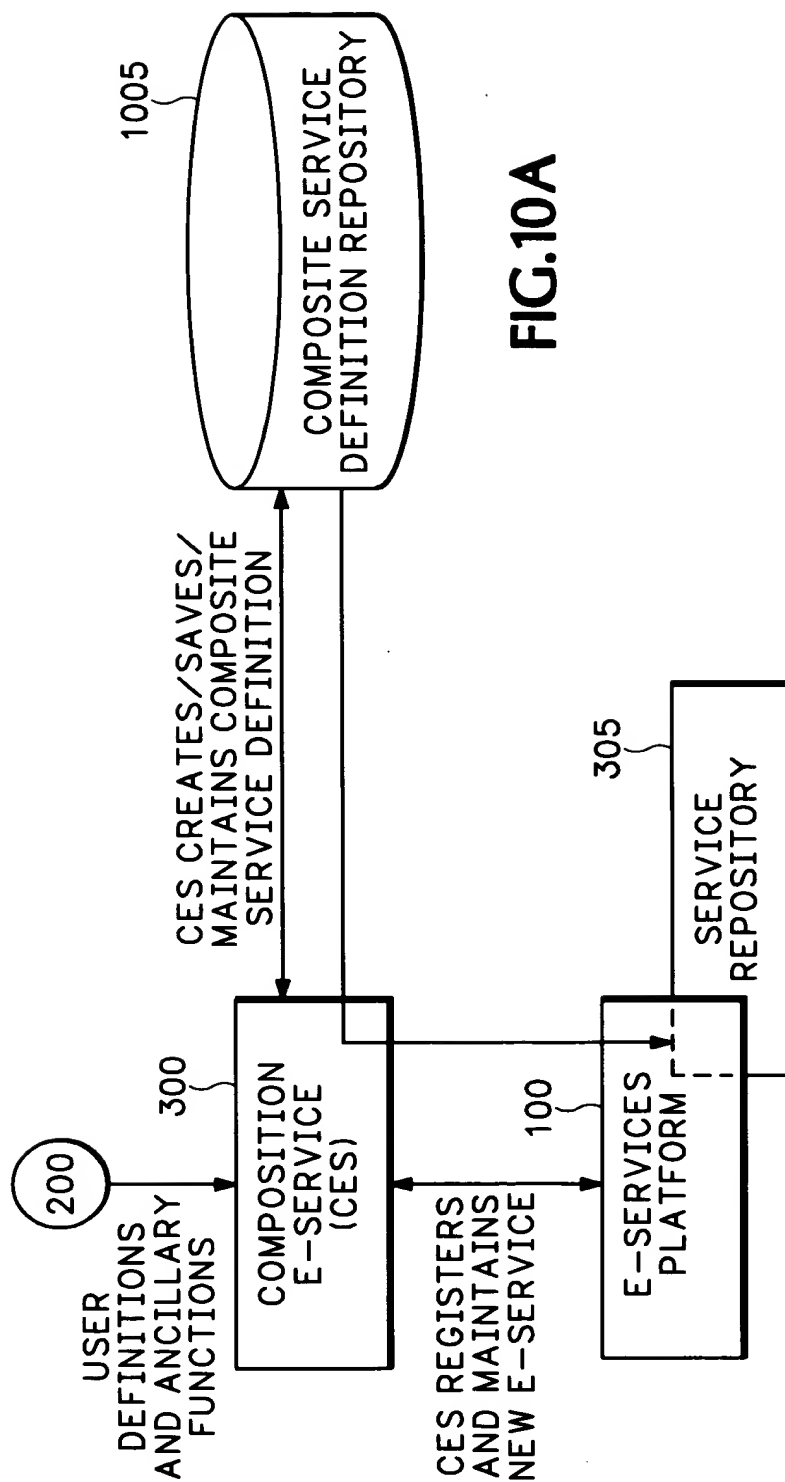 200
USER
DEFINITIONS
AND ANCILLARY
FUNCTIONS
300
COMPOSITION
E-SERVICE
(CES)
CES CREATES/SAVES/
MAINTAINS COMPOSITE
SERVICE DEFINITION
1005
COMPOSITE SERVICE
DEFINITION REPOSITORY
CES REGISTERS
AND MAINTAINS
NEW E-SERVICE
100
E-SERVICES
PLATFORM
305
SERVICE
REPOSITORY
FIG.10A